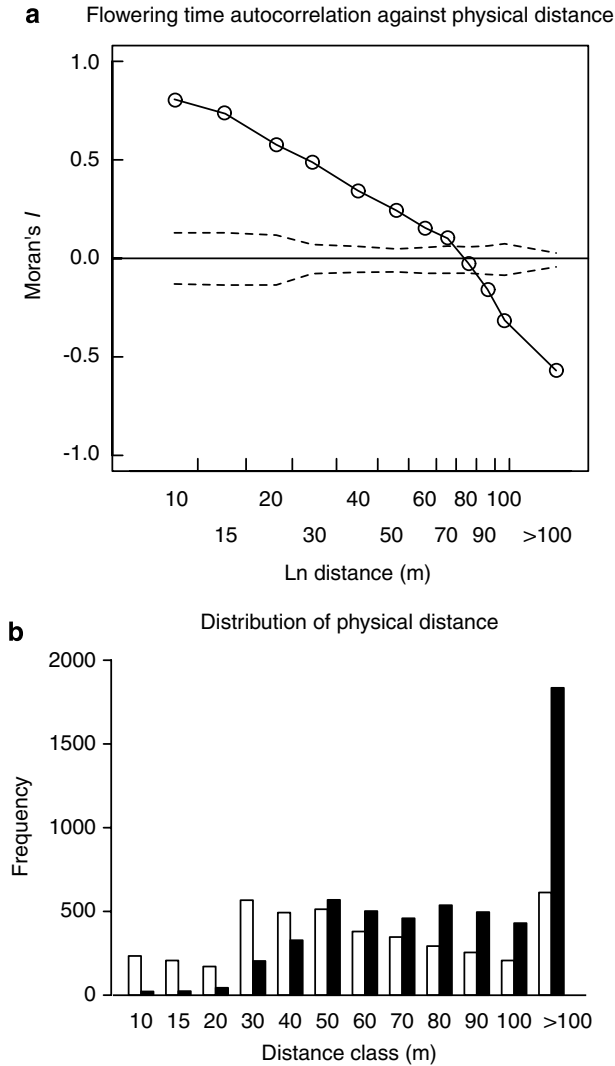 a Flowering time autocorrelation against physical distance
1.0
0.5
0.0
-0.5
-1.0
Moran's I
10 20 40 60 80 100
15 30 50 70 90 >100
Ln distance (m)
b Distribution of physical distance
2000
1500
1000
500
0
Frequency
10 15 20 30 40 50 60 70 80 90 100 >100
Distance class (m)